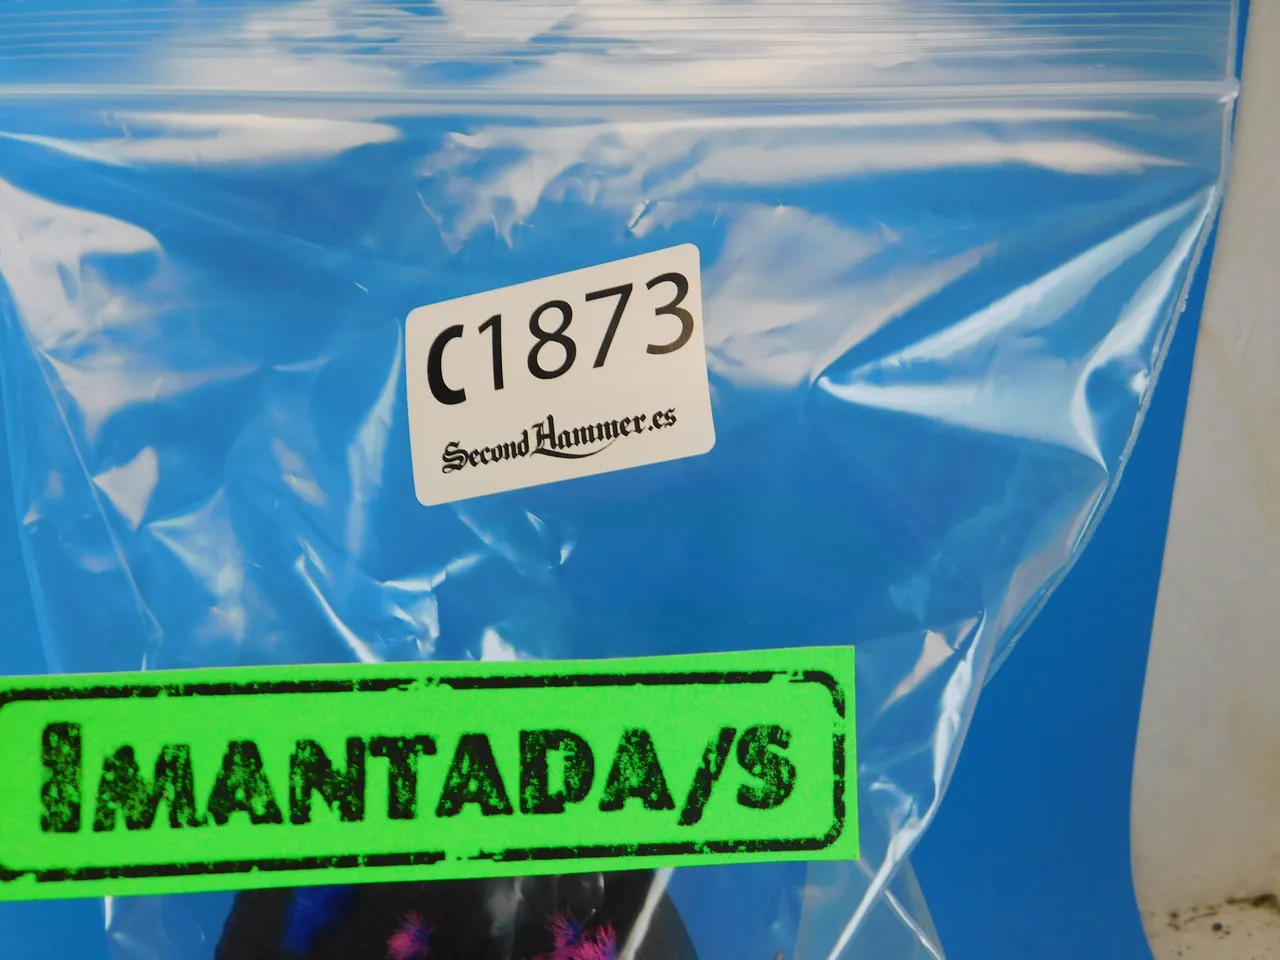 C1873
SecondHammer.es
IMANTADA/S